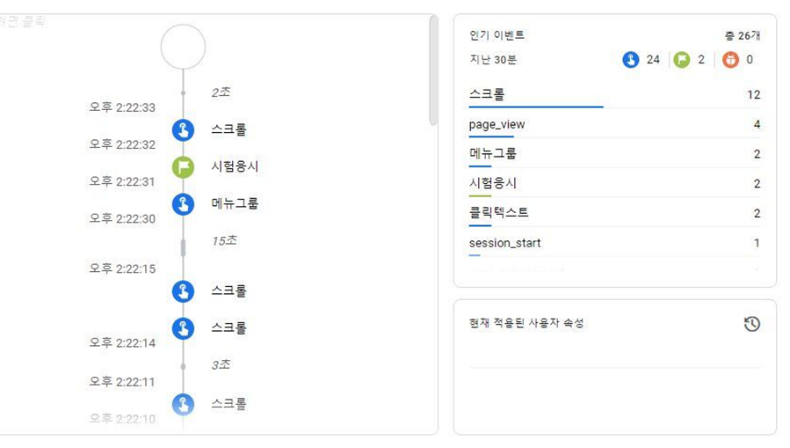 2초
오후 2:22:33
스크롤
오후 2:22:32
시험응시
오후 2:22:31
메뉴그룹
오후 2:22:30
15초
오후 2:22:15
스크롤
스크롤
오후 2:22:14
3초
오후 2:22:11
스크롤
오후 2:22:10
인기 이벤트 총 26개
지난 30분 24 2 0
스크롤 12
page_view 4
메뉴그룹 2
시험응시 2
클릭텍스트 2
session_start 1
현재 적용된 사용자 속성